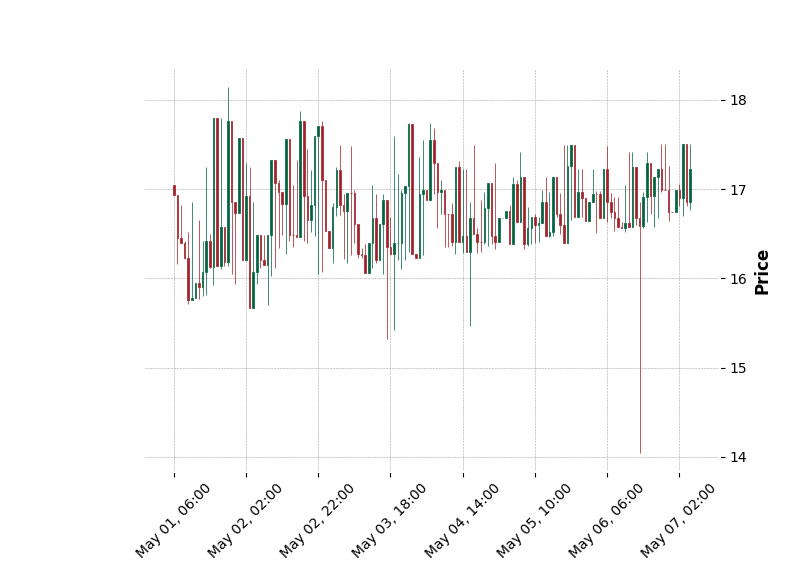 18
17
16
15
14
Price
May 01, 06:00
May 02, 02:00
May 02, 22:00
May 03, 18:00
May 04, 14:00
May 05, 10:00
May 06, 06:00
May 07, 02:00